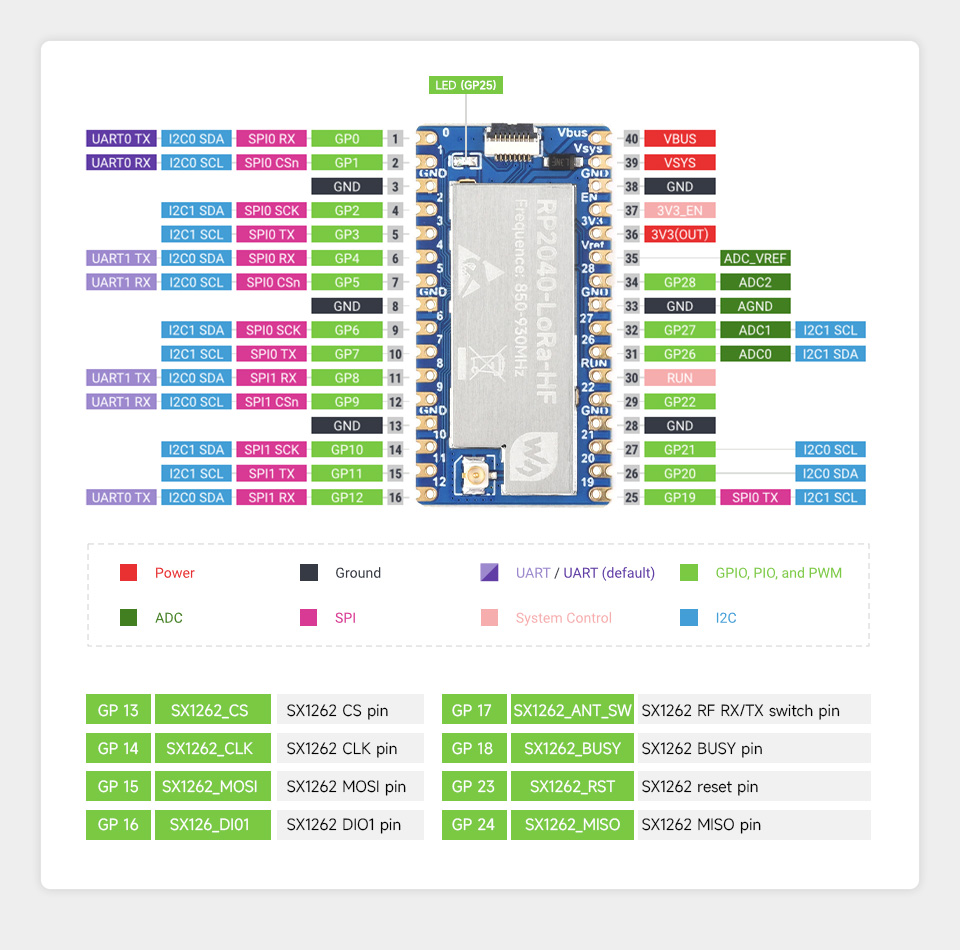 LED (GP25)
UART0 TX I2C0 SDA SPI0 RX GP0 1 0 Vbus 40 VBUS
UART0 RX I2C0 SCL SPI0 CSn GP1 2 1 Vsys 39 VSYS
GND 3 GND GND 38 GND
I2C1 SDA SPI0 SCK GP2 4 2 EN 37 3V3_EN
I2C1 SCL SPI0 TX GP3 5 3 3V3 36 3V3(OUT)
UART1 TX I2C0 SDA SPI0 RX GP4 6 4 Vref 35 ADC_VREF
UART1 RX I2C0 SCL SPI0 CSn GP5 7 5 28 34 GP28 ADC2
GND 8 GND GND 33 GND AGND
I2C1 SDA SPI0 SCK GP6 9 6 27 32 GP27 ADC1 I2C1 SCL
I2C1 SCL SPI0 TX GP7 10 7 26 31 GP26 ADC0 I2C1 SDA
UART1 TX I2C0 SDA SPI1 RX GP8 11 8 RUN 30 RUN
UART1 RX I2C0 SCL SPI1 CSn GP9 12 9 22 29 GP22
GND 13 GND GND 28 GND
I2C1 SDA SPI1 SCK GP10 14 10 21 27 GP21 I2C0 SCL
I2C1 SCL SPI1 TX GP11 15 11 20 26 GP20 I2C0 SDA
UART0 TX I2C0 SDA SPI1 RX GP12 16 12 19 25 GP19 SPI0 TX I2C1 SCL
RP2040-LoRa-HF
Frequence: 850-930MHz
Power Ground UART / UART (default) GPIO, PIO, and PWM
ADC SPI System Control I2C
GP 13 SX1262_CS SX1262 CS pin GP 17 SX1262_ANT_SW SX1262 RF RX/TX switch pin
GP 14 SX1262_CLK SX1262 CLK pin GP 18 SX1262_BUSY SX1262 BUSY pin
GP 15 SX1262_MOSI SX1262 MOSI pin GP 23 SX1262_RST SX1262 reset pin
GP 16 SX126_DI01 SX1262 DIO1 pin GP 24 SX1262_MISO SX1262 MISO pin